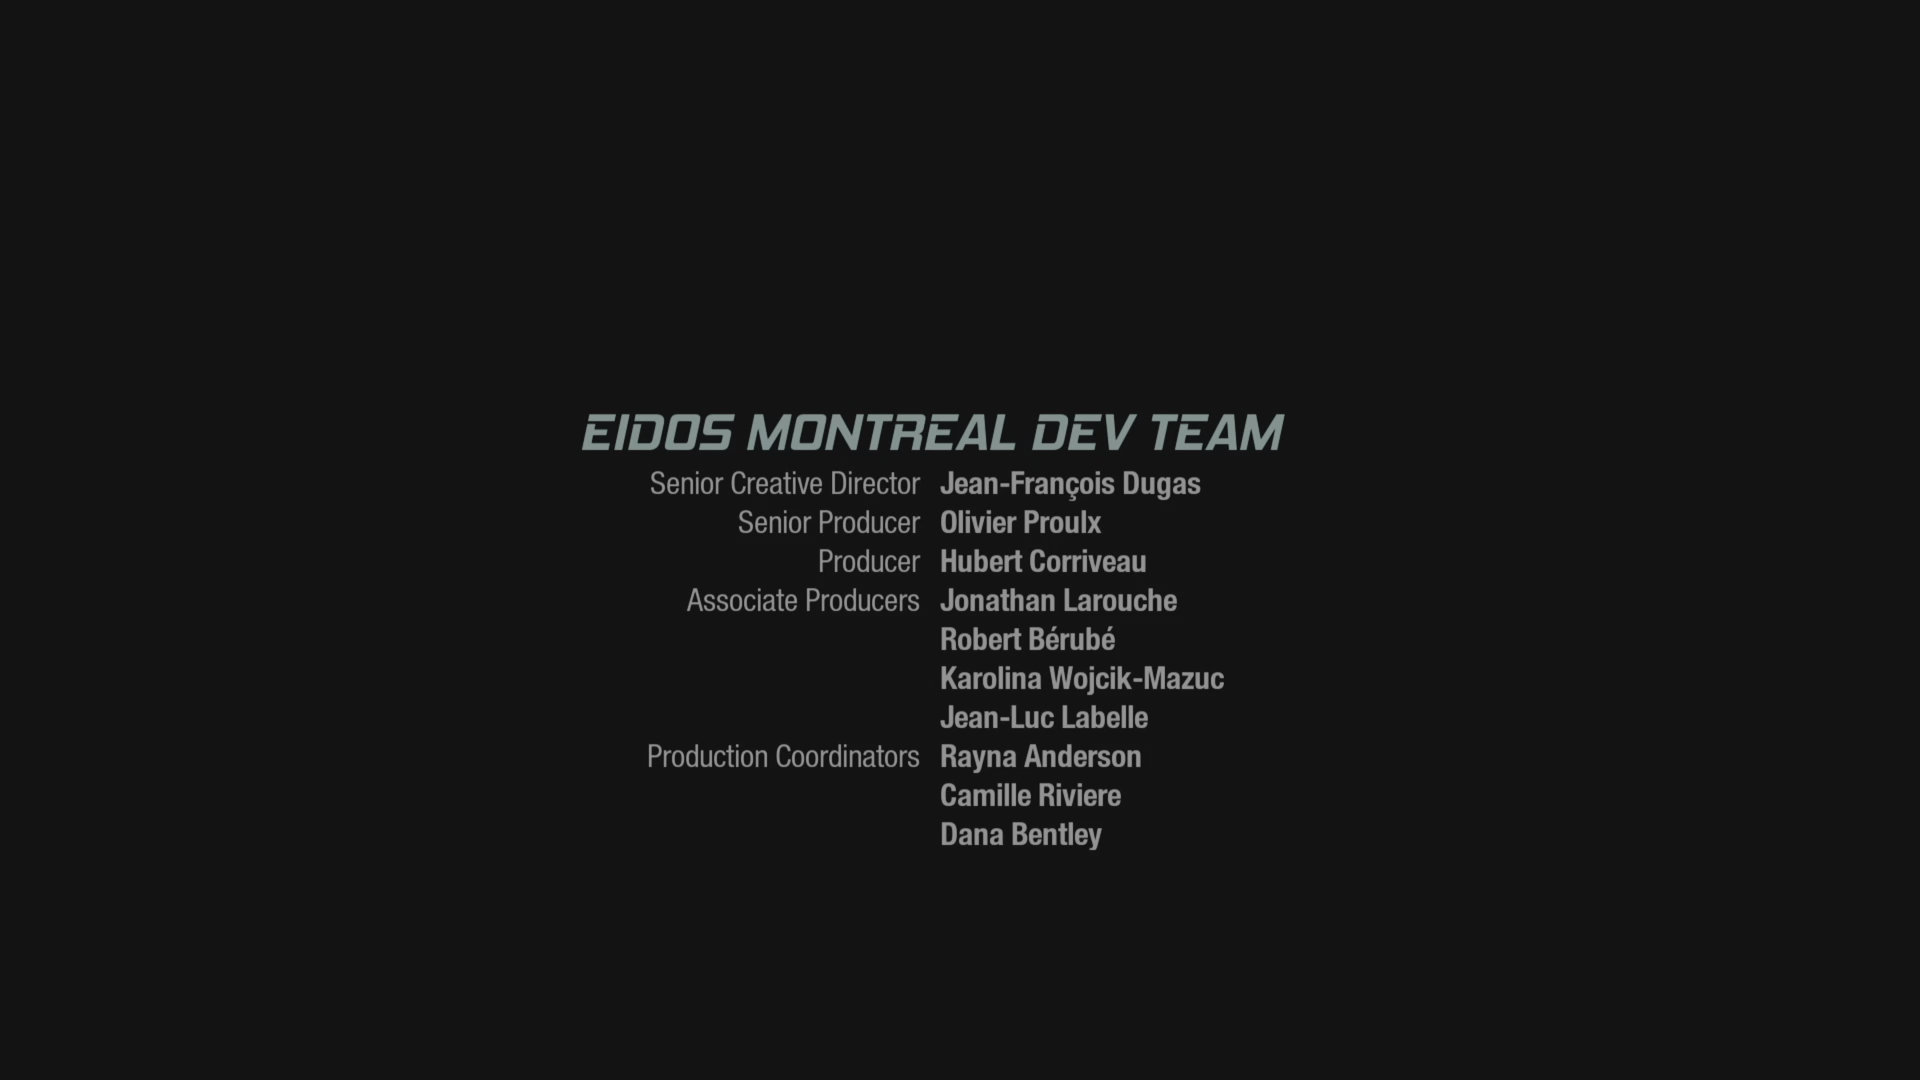 EIDOS MONTREAL DEV TEAM
Senior Creative Director Jean-François Dugas
Senior Producer Olivier Proulx
Producer Hubert Corriveau
Associate Producers Jonathan Larouche
Robert Bérubé
Karolina Wojcik-Mazuc
Jean-Luc Labelle
Production Coordinators Rayna Anderson
Camille Riviere
Dana Bentley